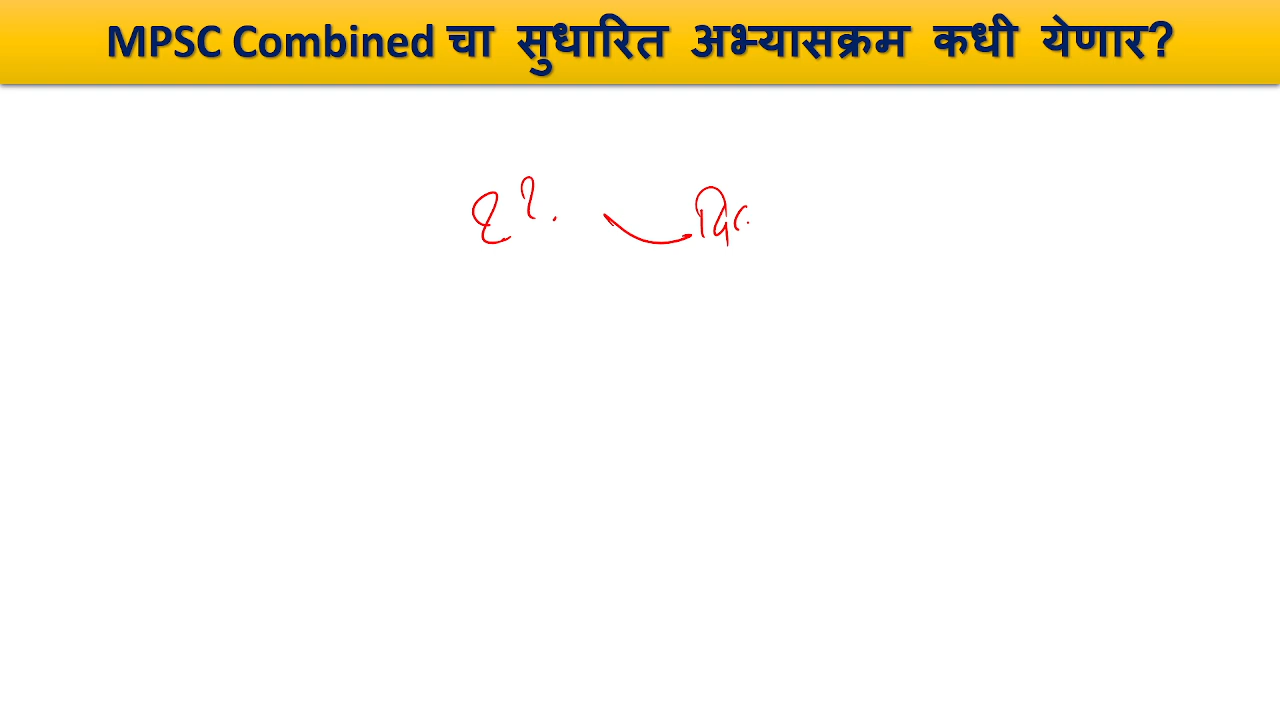 MPSC Combined चा सुधारित अभ्यासक्रम कधी येणार?